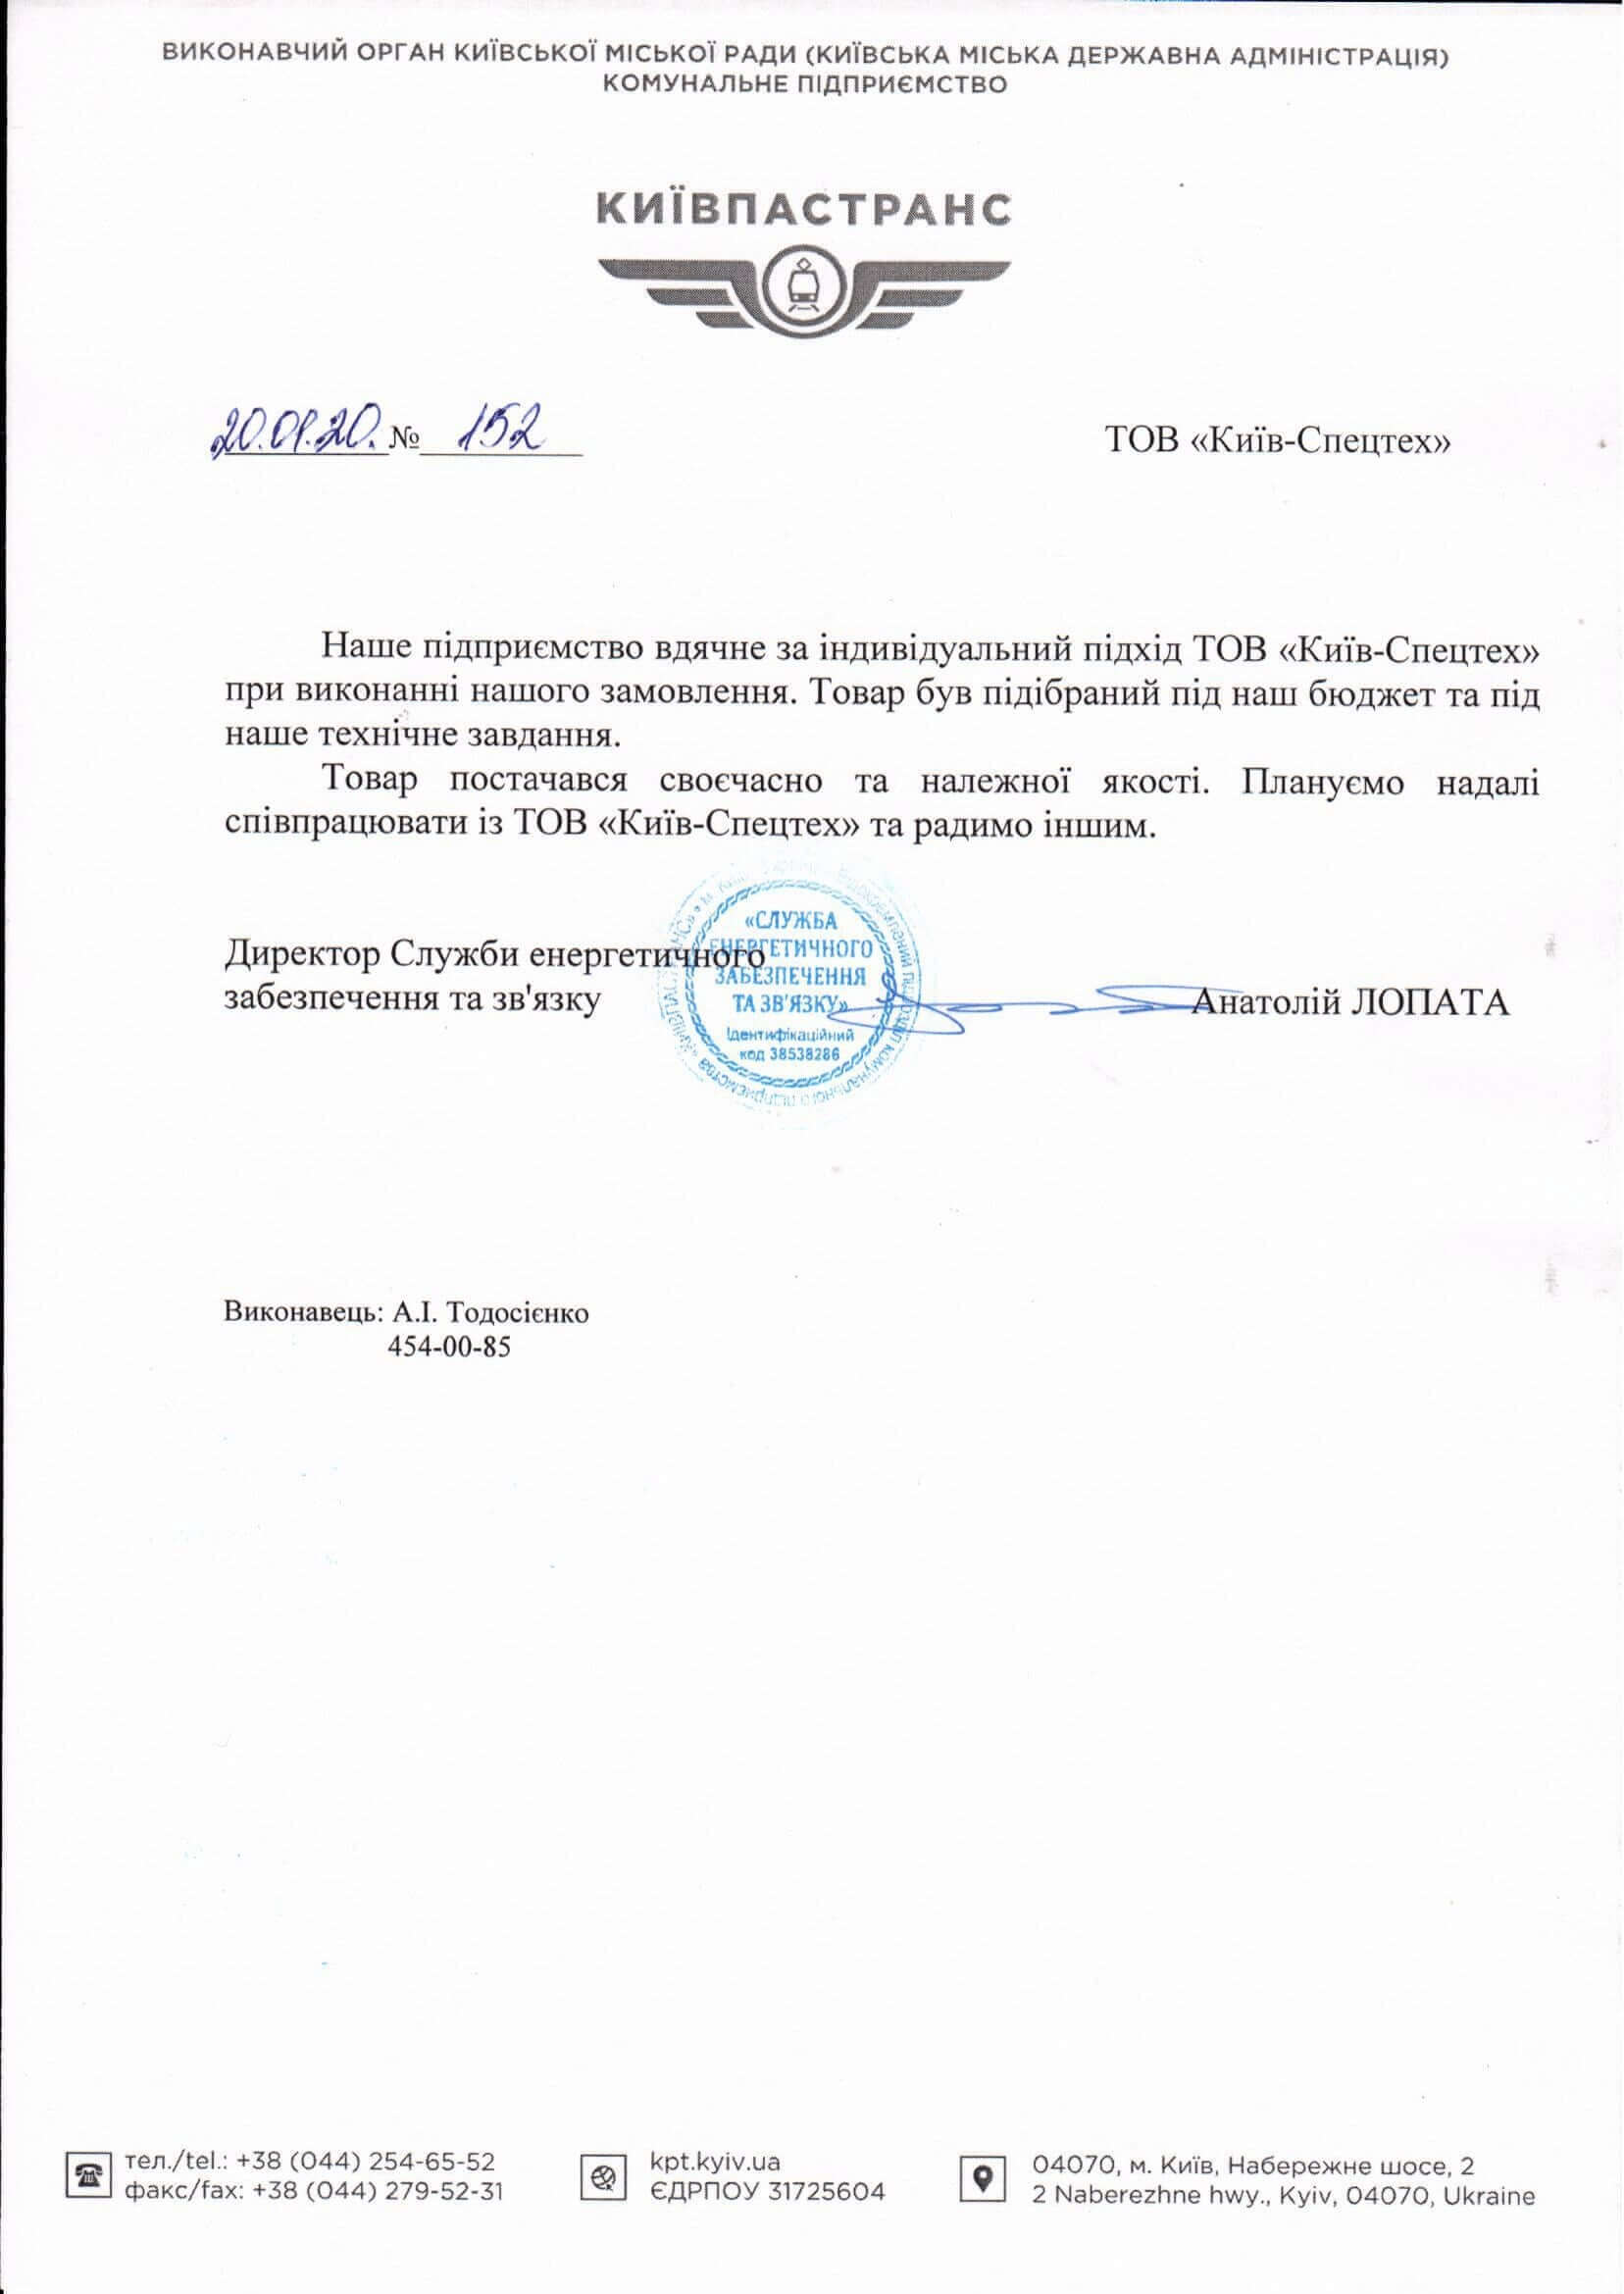 ВИКОНАВЧИЙ ОРГАН КИЇВСЬКОЇ МІСЬКОЇ РАДИ (КИЇВСЬКА МІСЬКА ДЕРЖАВНА АДМІНІСТРАЦІЯ)
КОМУНАЛЬНЕ ПІДПРИЄМСТВО
КИЇВПАСТРАНС
20.01.20. № 152
ТОВ «Київ-Спецтех»
Наше підприємство вдячне за індивідуальний підхід ТОВ «Київ-Спецтех»
при виконанні нашого замовлення. Товар був підібраний під наш бюджет та під
наше технічне завдання.
Товар постачався своєчасно та належної якості. Плануємо надалі
співпрацювати із ТОВ «Київ-Спецтех» та радимо іншим.
Директор Служби енергетичного
забезпечення та зв'язку
«СЛУЖБА
ЕНЕРГЕТИЧНОГО
ЗАБЕЗПЕЧЕННЯ
ТА ЗВ'ЯЗКУ»
Ідентифікаційний
код 38538286
комунального підприємства
Анатолій ЛОПАТА
Виконавець: А.І. Тодосієнко
454-00-85
тел./tel.: +38 (044) 254-65-52
факс/fax: +38 (044) 279-52-31
kpt.kyiv.ua
ЄДРПОУ 31725604
04070, м. Київ, Набережне шосе, 2
2 Naberezhne hwy., Kyiv, 04070, Ukraine